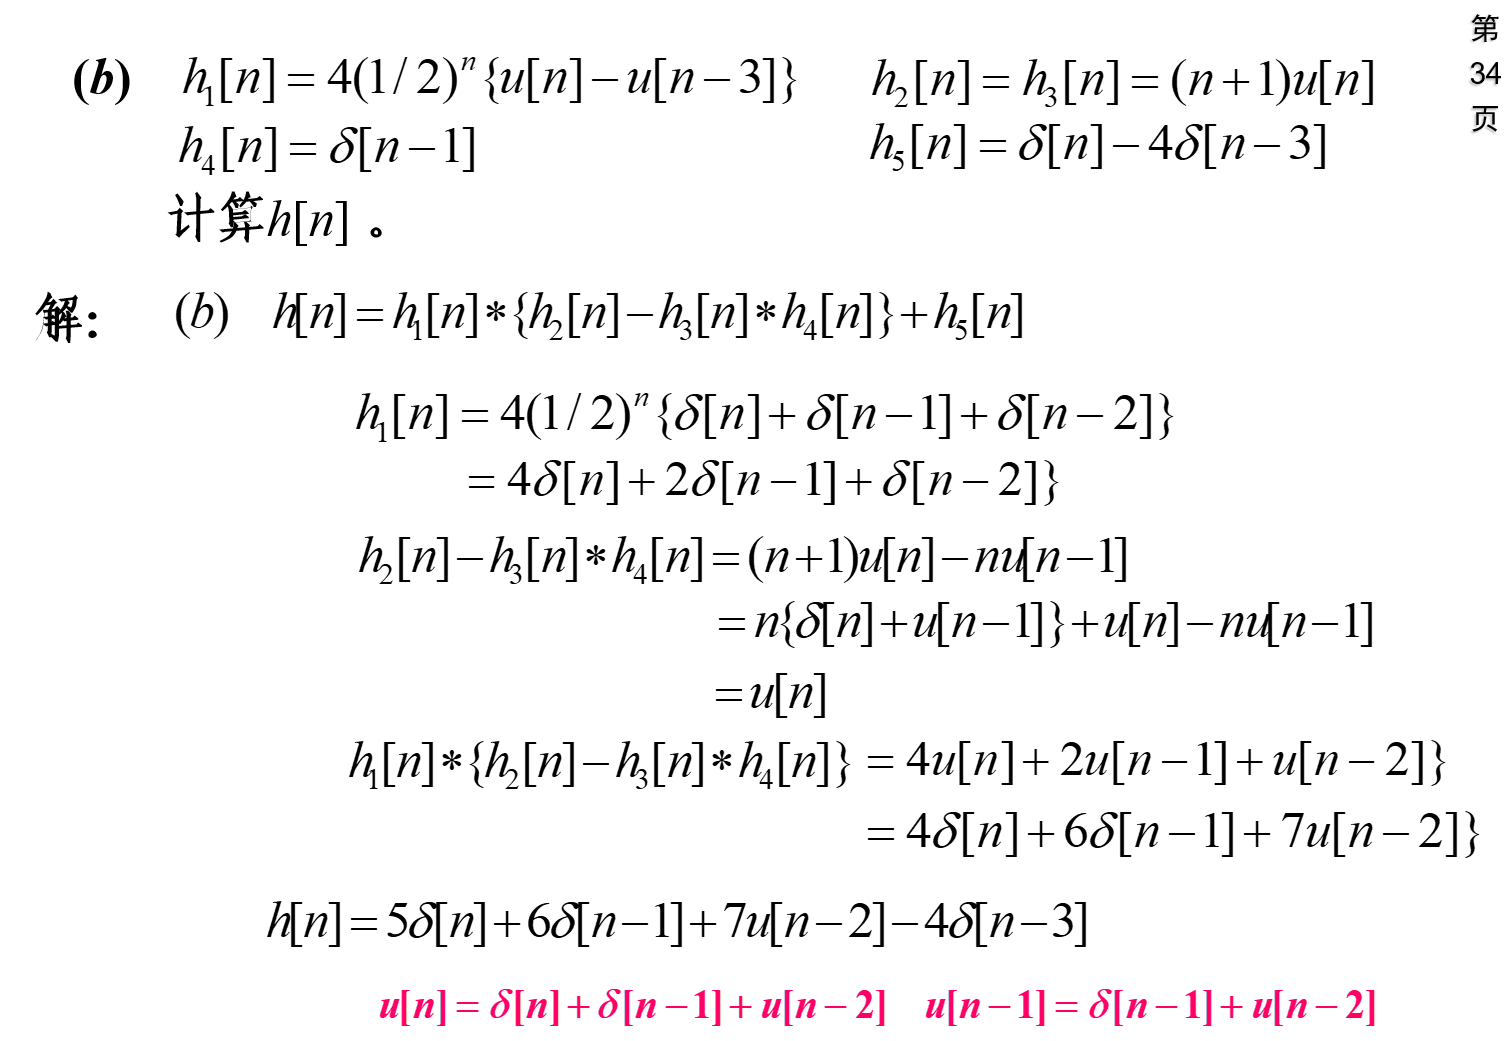 第
34
页
(b) h₁[n] = 4(1/2)ⁿ{u[n] − u[n − 3]} h₂[n] = h₃[n] = (n + 1)u[n]
h₄[n] = δ[n − 1] h₅[n] = δ[n] − 4δ[n − 3]
计算h[n] 。
解: (b) h[n] = h₁[n] * {h₂[n] − h₃[n] * h₄[n]} + h₅[n]
h₁[n] = 4(1/2)ⁿ{δ[n] + δ[n − 1] + δ[n − 2]}
= 4δ[n] + 2δ[n − 1] + δ[n − 2]}
h₂[n] − h₃[n] * h₄[n] = (n + 1)u[n] − nu[n − 1]
= n{δ[n] + u[n − 1]} + u[n] − nu[n − 1]
= u[n]
h₁[n] * {h₂[n] − h₃[n] * h₄[n]} = 4u[n] + 2u[n − 1] + u[n − 2]}
= 4δ[n] + 6δ[n − 1] + 7u[n − 2]}
h[n] = 5δ[n] + 6δ[n − 1] + 7u[n − 2] − 4δ[n − 3]
u[n] = δ[n] + δ[n − 1] + u[n − 2] u[n − 1] = δ[n − 1] + u[n − 2]